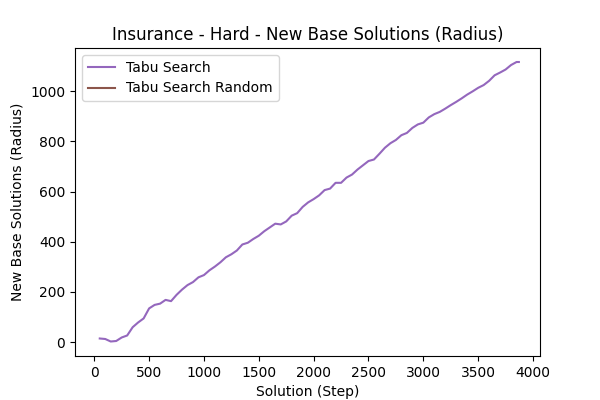 Insurance - Hard - New Base Solutions (Radius)
Tabu Search
Tabu Search Random
New Base Solutions (Radius)
1000
800
600
400
200
0
0 500 1000 1500 2000 2500 3000 3500 4000
Solution (Step)